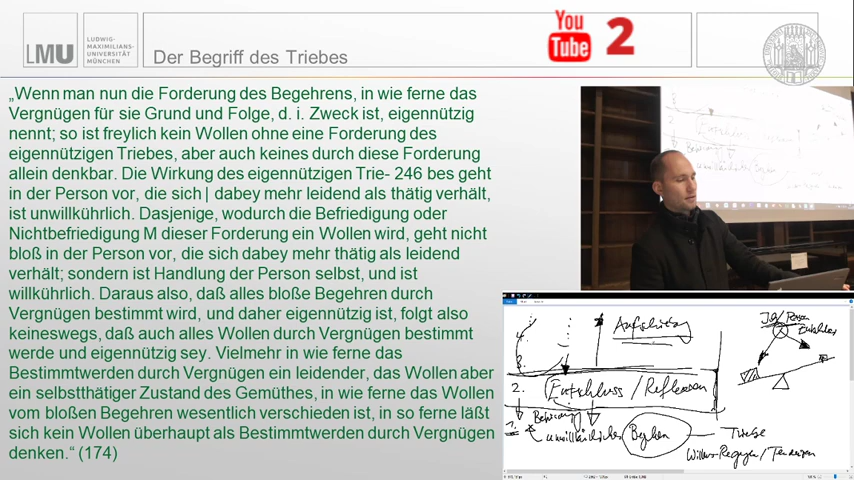 LMU
LUDWIG-
MAXIMILIANS-
UNIVERSITÄT
MÜNCHEN
Der Begriff des Triebes
You
Tube
2
„Wenn man nun die Forderung des Begehrens, in wie ferne das
Vergnügen für sie Grund und Folge, d. i. Zweck ist, eigennützig
nennt; so ist freylich kein Wollen ohne eine Forderung des
eigennützigen Triebes, aber auch keines durch diese Forderung
allein denkbar. Die Wirkung des eigennützigen Trie- 246 bes geht
in der Person vor, die sich | dabey mehr leidend als thätig verhält,
ist unwillkührlich. Dasjenige, wodurch die Befriedigung oder
Nichtbefriedigung M dieser Forderung ein Wollen wird, geht nicht
bloß in der Person vor, die sich dabey mehr thätig als leidend
verhält; sondern ist Handlung der Person selbst, und ist
willkührlich. Daraus also, daß alles bloße Begehren durch
Vergnügen bestimmt wird, und daher eigennützig ist, folgt also
keineswegs, daß auch alles Wollen durch Vergnügen bestimmt
werde und eigennützig sey. Vielmehr in wie ferne das
Bestimmtwerden durch Vergnügen ein leidender, das Wollen aber
ein selbstthätiger Zustand des Gemüthes, in wie ferne das Wollen
vom bloßen Begehren wesentlich verschieden ist, in so ferne läßt
sich kein Wollen überhaupt als Bestimmtwerden durch Vergnügen
denken.“ (174)
4.
3.
2. Entschluss / Reflexion
1.
Begehren
Triebe
Person